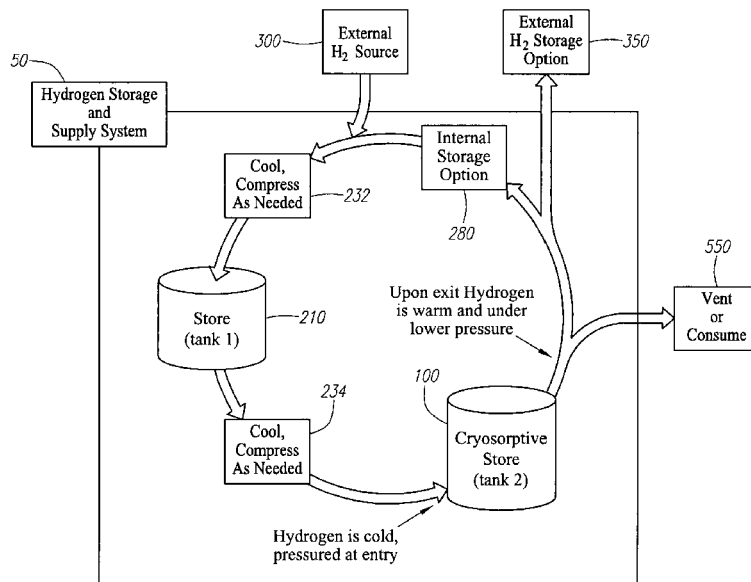 300
External
H2 Source
External
H2 Storage
Option
350
50
Hydrogen Storage
and
Supply System
Cool,
Compress
As Needed
232
Internal
Storage
Option
280
550
Vent
or
Consume
Store
(tank 1)
210
Upon exit Hydrogen
is warm and under
lower pressure
234
Cool,
Compress
As Needed
100
Cryosorptive
Store
(tank 2)
Hydrogen is cold,
pressured at entry